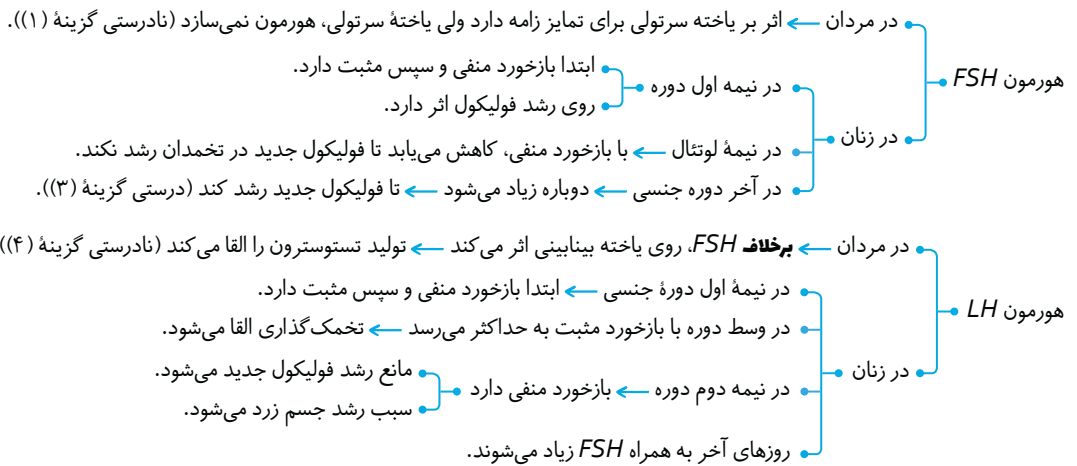 در مردان ← اثر بر یاخته سرتولی برای تمایز زامه دارد ولی یاختهٔ سرتولی، هورمون نمی‌سازد (نادرستی گزینهٔ (۱)).
هورمون FSH
در زنان
در نیمه اول دوره
ابتدا بازخورد منفی و سپس مثبت دارد.
روی رشد فولیکول اثر دارد.
در نیمهٔ لوتئال ← با بازخورد منفی، کاهش می‌یابد تا فولیکول جدید در تخمدان رشد نکند.
در آخر دوره جنسی ← دوباره زیاد می‌شود ← تا فولیکول جدید رشد کند (درستی گزینهٔ (۳)).
در مردان ← برخلاف FSH، روی یاخته بینابینی اثر می‌کند ← تولید تستوسترون را القا می‌کند (نادرستی گزینهٔ (۴))
هورمون LH
در زنان
در نیمهٔ اول دورهٔ جنسی ← ابتدا بازخورد منفی و سپس مثبت دارد.
در وسط دوره با بازخورد مثبت به حداکثر می‌رسد ← تخمک‌گذاری القا می‌شود.
در نیمه دوم دوره ← بازخورد منفی دارد
مانع رشد فولیکول جدید می‌شود.
سبب رشد جسم زرد می‌شود.
روزهای آخر به همراه FSH زیاد می‌شوند.